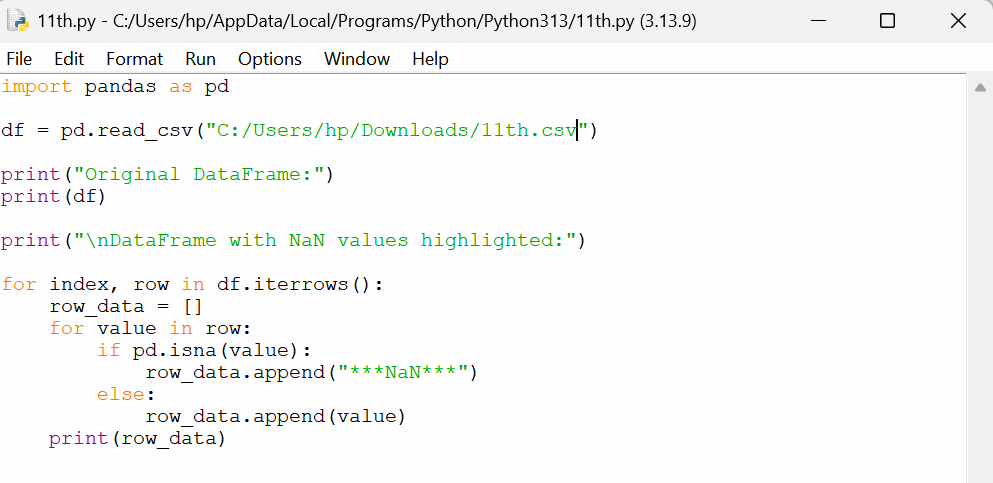 11th.py - C:/Users/hp/AppData/Local/Programs/Python/Python313/11th.py (3.13.9)
File Edit Format Run Options Window Help
import pandas as pd
df = pd.read_csv("C:/Users/hp/Downloads/11th.csv")
print("Original DataFrame:")
print(df)
print("\nDataFrame with NaN values highlighted:")
for index, row in df.iterrows():
    row_data = []
    for value in row:
        if pd.isna(value):
            row_data.append("***NaN***")
        else:
            row_data.append(value)
    print(row_data)